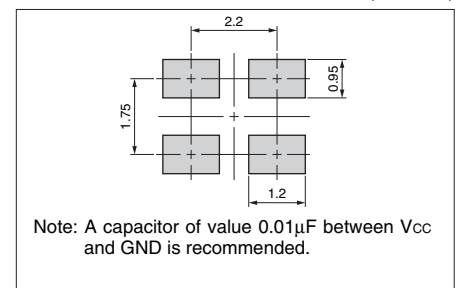 2.2
0.95
1.75
1.2
Note: A capacitor of value 0.01μF between Vcc
and GND is recommended.